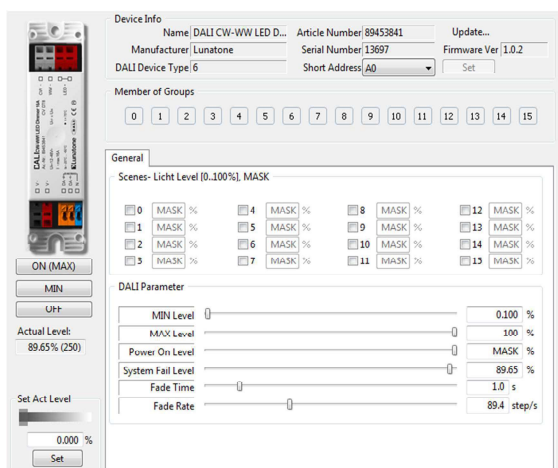 Device Info
Name DALI CW-WW LED D... Article Number 89453841 Update...
Manufacturer Lunatone Serial Number 13697 Firmware Ver 1.0.2
DALI Device Type 6 Short Address A0 Set
Member of Groups
0 1 2 3 4 5 6 7 8 9 10 11 12 13 14 15
General
Scenes- Licht Level [0..100%], MASK
0 MASK % 4 MASK % 8 MASK % 12 MASK %
1 MASK % 5 MASK % 9 MASK % 13 MASK %
2 MASK % 6 MASK % 10 MASK % 14 MASK %
3 MASK % 7 MASK % 11 MASK % 15 MASK %
ON (MAX)
MIN
OFF
Actual Level:
89.65% (250)
DALI Parameter
MIN Level 0.100 %
MAX Level 100 %
Power On Level MASK %
System Fail Level 89.65 %
Fade Time 1.0 s
Fade Rate 89.4 step/s
Set Act Level
0.000 %
Set